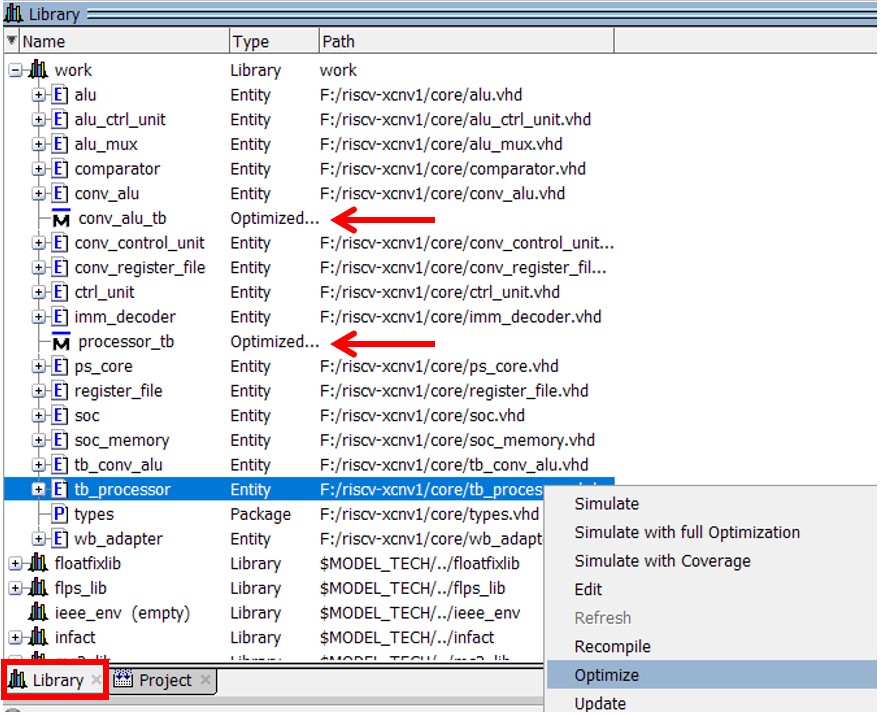 Library
Name Type Path
work Library work
alu Entity F:/riscv-xcnv1/core/alu.vhd
alu_ctrl_unit Entity F:/riscv-xcnv1/core/alu_ctrl_unit.vhd
alu_mux Entity F:/riscv-xcnv1/core/alu_mux.vhd
comparator Entity F:/riscv-xcnv1/core/comparator.vhd
conv_alu Entity F:/riscv-xcnv1/core/conv_alu.vhd
M conv_alu_tb Optimized...
conv_control_unit Entity F:/riscv-xcnv1/core/conv_control_unit...
conv_register_file Entity F:/riscv-xcnv1/core/conv_register_fil...
ctrl_unit Entity F:/riscv-xcnv1/core/ctrl_unit.vhd
imm_decoder Entity F:/riscv-xcnv1/core/imm_decoder.vhd
M processor_tb Optimized...
ps_core Entity F:/riscv-xcnv1/core/ps_core.vhd
register_file Entity F:/riscv-xcnv1/core/register_file.vhd
soc Entity F:/riscv-xcnv1/core/soc.vhd
soc_memory Entity F:/riscv-xcnv1/core/soc_memory.vhd
tb_conv_alu Entity F:/riscv-xcnv1/core/tb_conv_alu.vhd
tb_processor Entity F:/riscv-xcnv1/core/tb_proces
types Package F:/riscv-xcnv1/core/types.vhd
wb_adapter Entity F:/riscv-xcnv1/core/wb_adapt
floatfixlib Library $MODEL_TECH/../floatfixlib
flps_lib Library $MODEL_TECH/../flps_lib
ieee_env (empty) Library $MODEL_TECH/../ieee_env
infact Library $MODEL_TECH/../infact
Library Project
Simulate
Simulate with full Optimization
Simulate with Coverage
Edit
Refresh
Recompile
Optimize
Update